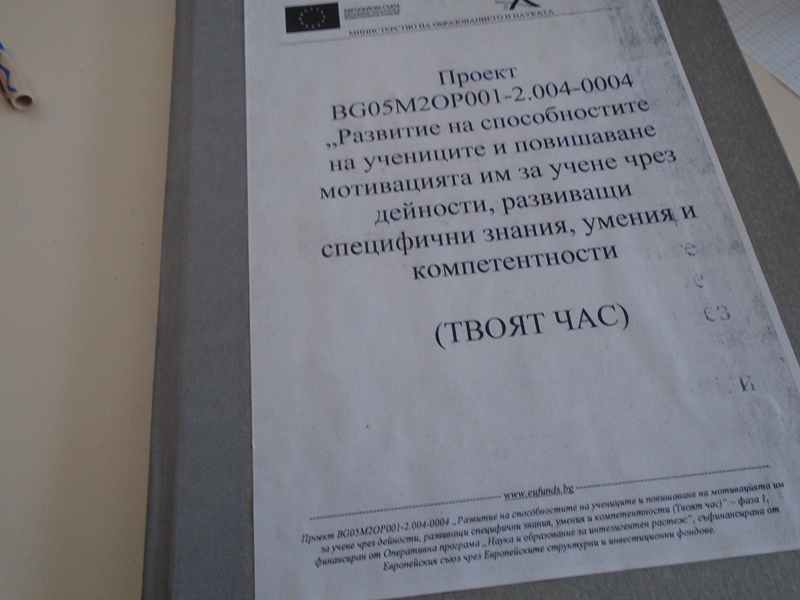 ЕВРОПЕЙСКИ СЪЮЗ
МИНИСТЕРСТВО НА ОБРАЗОВАНИЕТО И НАУКАТА
Проект
BG05M2OP001-2.004-0004
„Развитие на способностите
на учениците и повишаване
мотивацията им за учене чрез
дейности, развиващи
специфични знания, умения и
компетентности
(ТВОЯТ ЧАС)
www.eufunds.bg
Проект BG05M2OP001-2.004-0004 „Развитие на способностите на учениците и повишаване на мотивацията им
за учене чрез дейности, развиващи специфични знания, умения и компетентности (Твоят час)" – фаза 1,
финансиран от Оперативна програма „Наука и образование за интелигентен растеж", съфинансирана от
Европейския съюз чрез Европейските структурни и инвестиционни фондове.